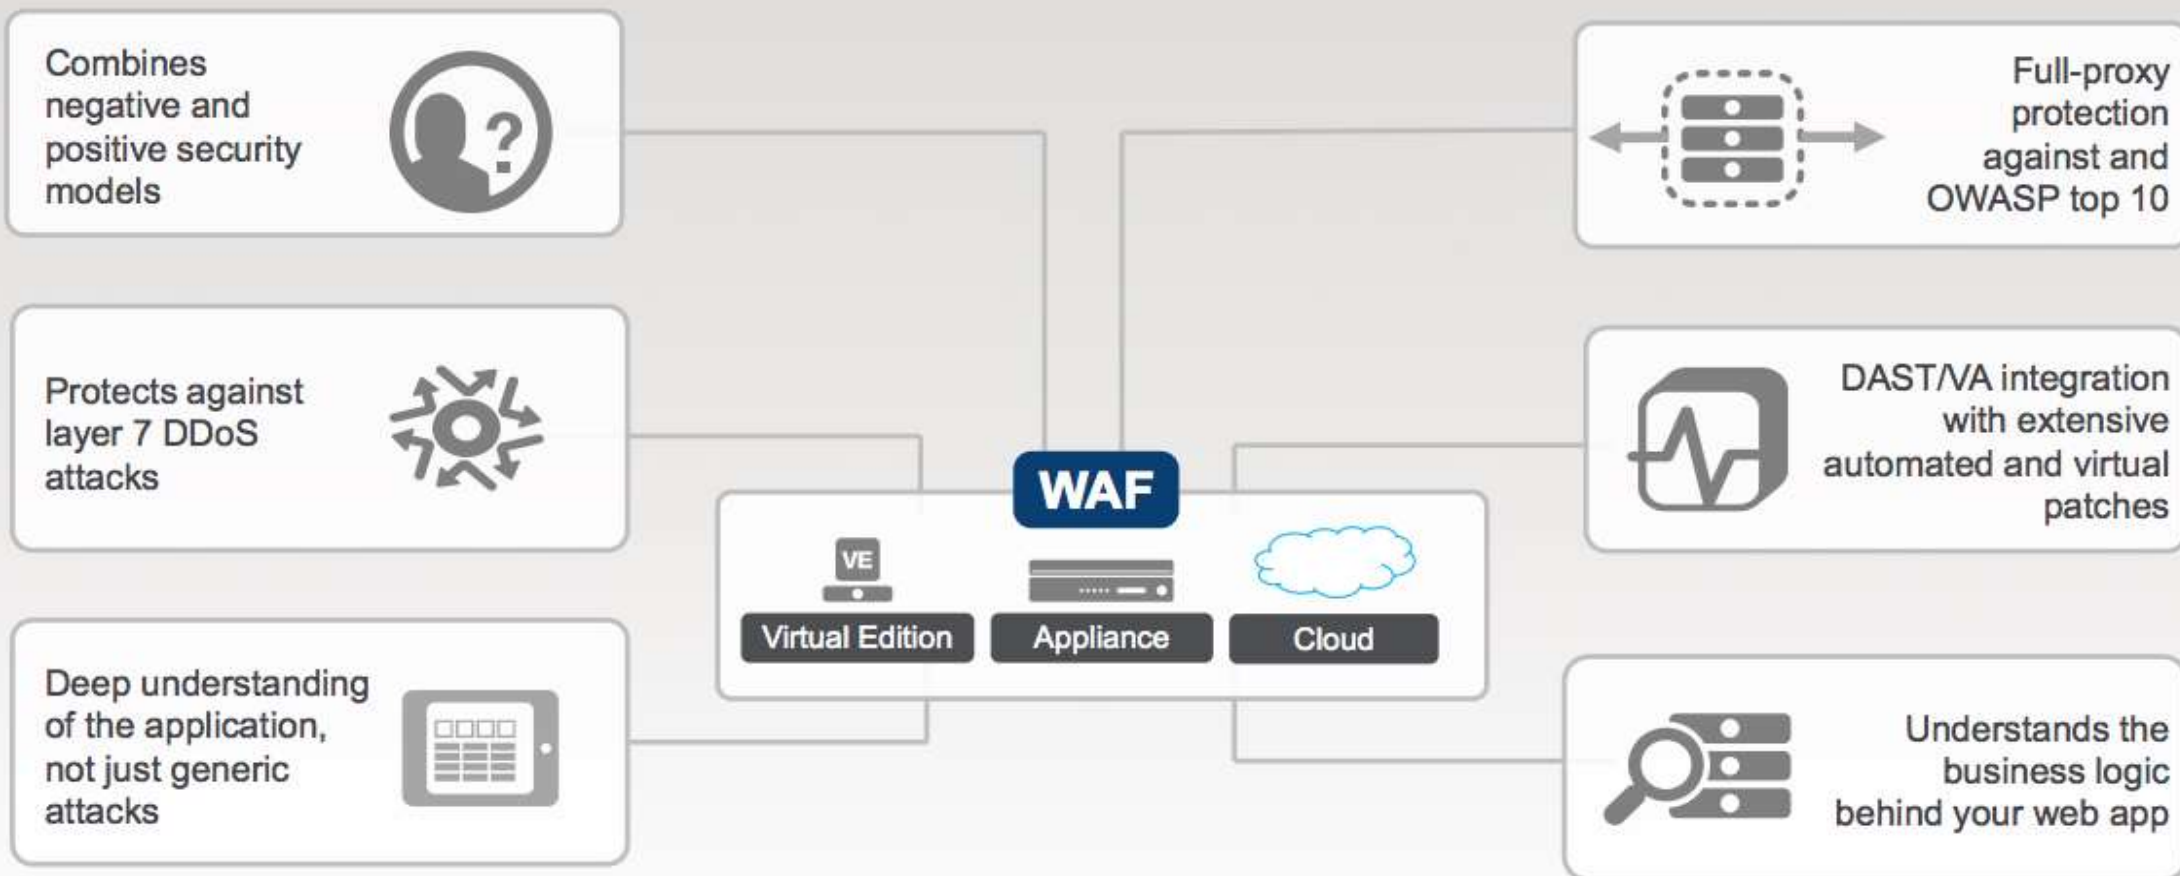 Combines
negative and
positive security
models
?
Protects against
layer 7 DDoS
attacks
Deep understanding
of the application,
not just generic
attacks
WAF
VE
Virtual Edition
Appliance
Cloud
Full-proxy
protection
against and
OWASP top 10
DAST/VA integration
with extensive
automated and virtual
patches
Understands the
business logic
behind your web app